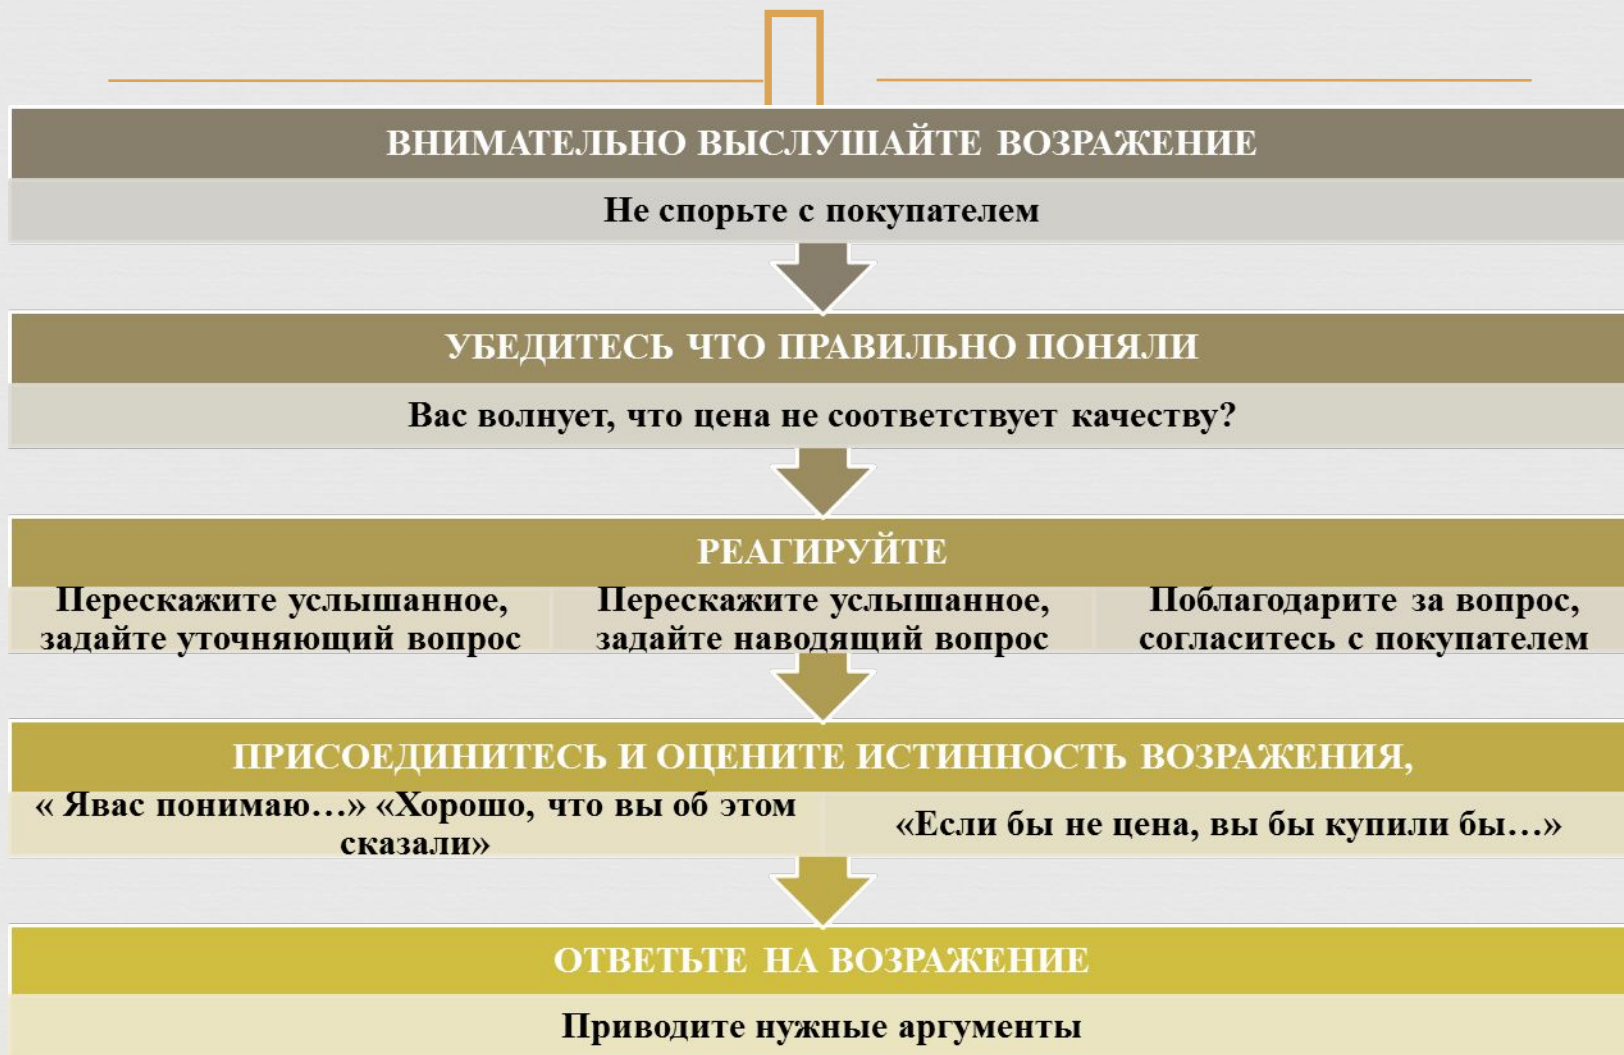 ВНИМАТЕЛЬНО ВЫСЛУШАЙТЕ ВОЗРАЖЕНИЕ
Не спорьте с покупателем
УБЕДИТЕСЬ ЧТО ПРАВИЛЬНО ПОНЯЛИ
Вас волнует, что цена не соответствует качеству?
РЕАГИРУЙТЕ
Перескажите услышанное,
задайте уточняющий вопрос
Перескажите услышанное,
задайте наводящий вопрос
Поблагодарите за вопрос,
согласитесь с покупателем
ПРИСОЕДИНИТЕСЬ И ОЦЕНИТЕ ИСТИННОСТЬ ВОЗРАЖЕНИЯ,
« Явас понимаю…» «Хорошо, что вы об этом
сказали»
«Если бы не цена, вы бы купили бы…»
ОТВЕТЬТЕ НА ВОЗРАЖЕНИЕ
Приводите нужные аргументы